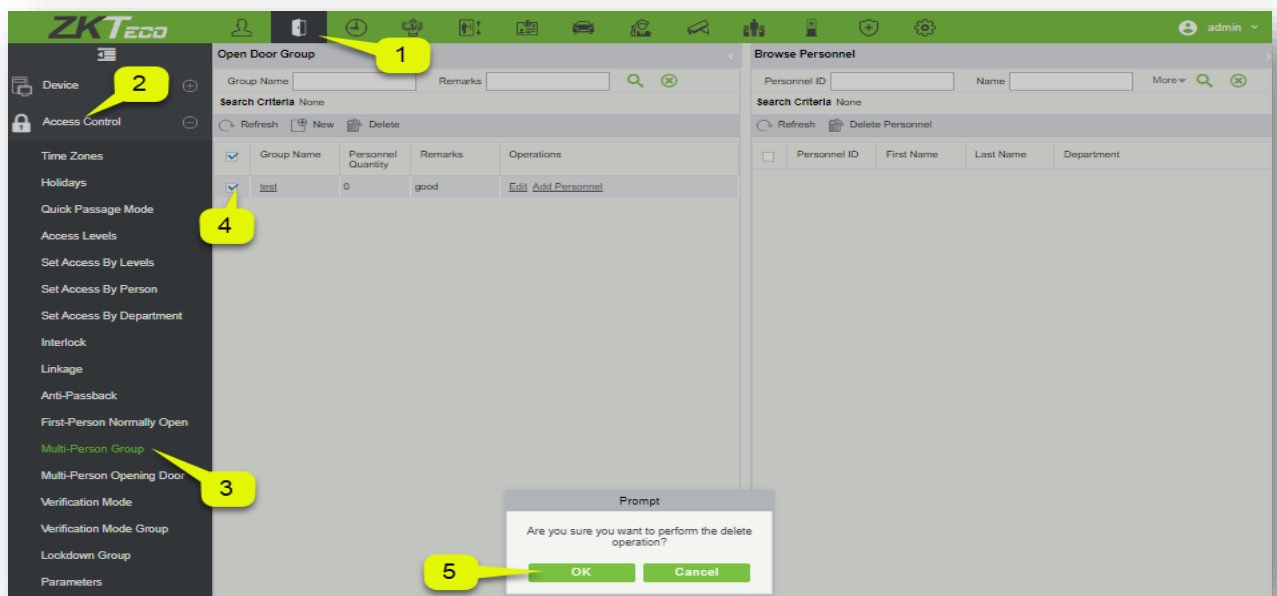 ZKTECO
admin
1
2
3
4
5
Device
Access Control
Time Zones
Holidays
Quick Passage Mode
Access Levels
Set Access By Levels
Set Access By Person
Set Access By Department
Interlock
Linkage
Anti-Passback
First-Person Normally Open
Multi-Person Group
Multi-Person Opening Door
Verification Mode
Verification Mode Group
Lockdown Group
Parameters
Open Door Group
Group Name Remarks
Search Criteria None
Refresh New Delete
Group Name Personnel Quantity Remarks Operations
test 0 good Edit Add Personnel
Browse Personnel
Personnel ID Name More
Search Criteria None
Refresh Delete Personnel
Personnel ID First Name Last Name Department
Prompt
Are you sure you want to perform the delete
operation?
OK Cancel